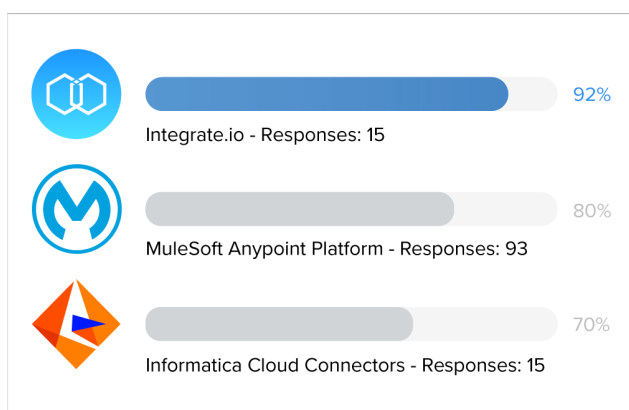 92%
Integrate.io - Responses: 15
80%
MuleSoft Anypoint Platform - Responses: 93
70%
Informatica Cloud Connectors - Responses: 15